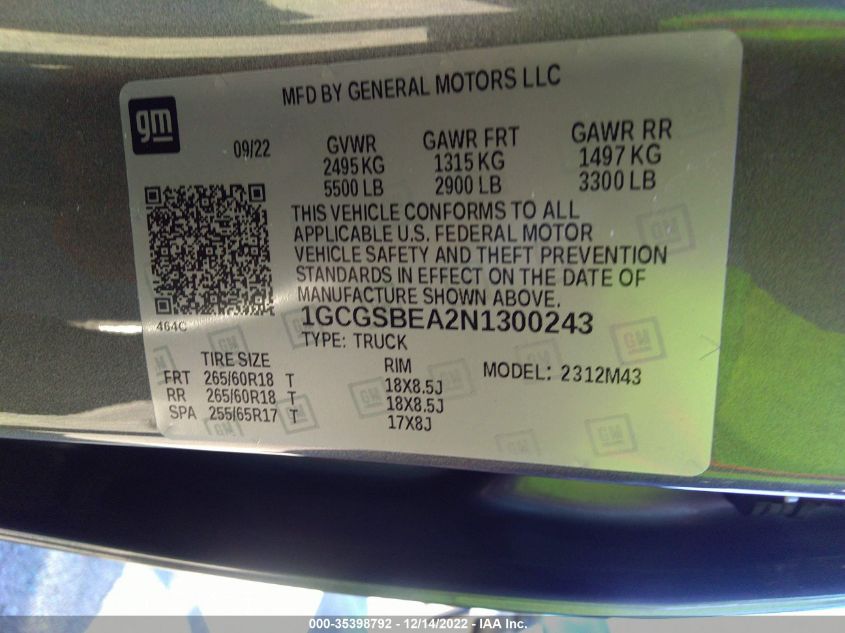 MFD BY GENERAL MOTORS LLC
gm
09/22
GVWR GAWR FRT GAWR RR
2495 KG 1315 KG 1497 KG
5500 LB 2900 LB 3300 LB
THIS VEHICLE CONFORMS TO ALL
APPLICABLE U.S. FEDERAL MOTOR
VEHICLE SAFETY AND THEFT PREVENTION
STANDARDS IN EFFECT ON THE DATE OF
MANUFACTURE SHOWN ABOVE.
464C
1GCGSBEA2N1300243
TYPE: TRUCK
TIRE SIZE RIM MODEL: 2312M43
FRT 265/60R18 T 18X8.5J
RR 265/60R18 T 18X8.5J
SPA 255/65R17 T 17X8J
000-35398792 - 12/14/2022 - IAA Inc.